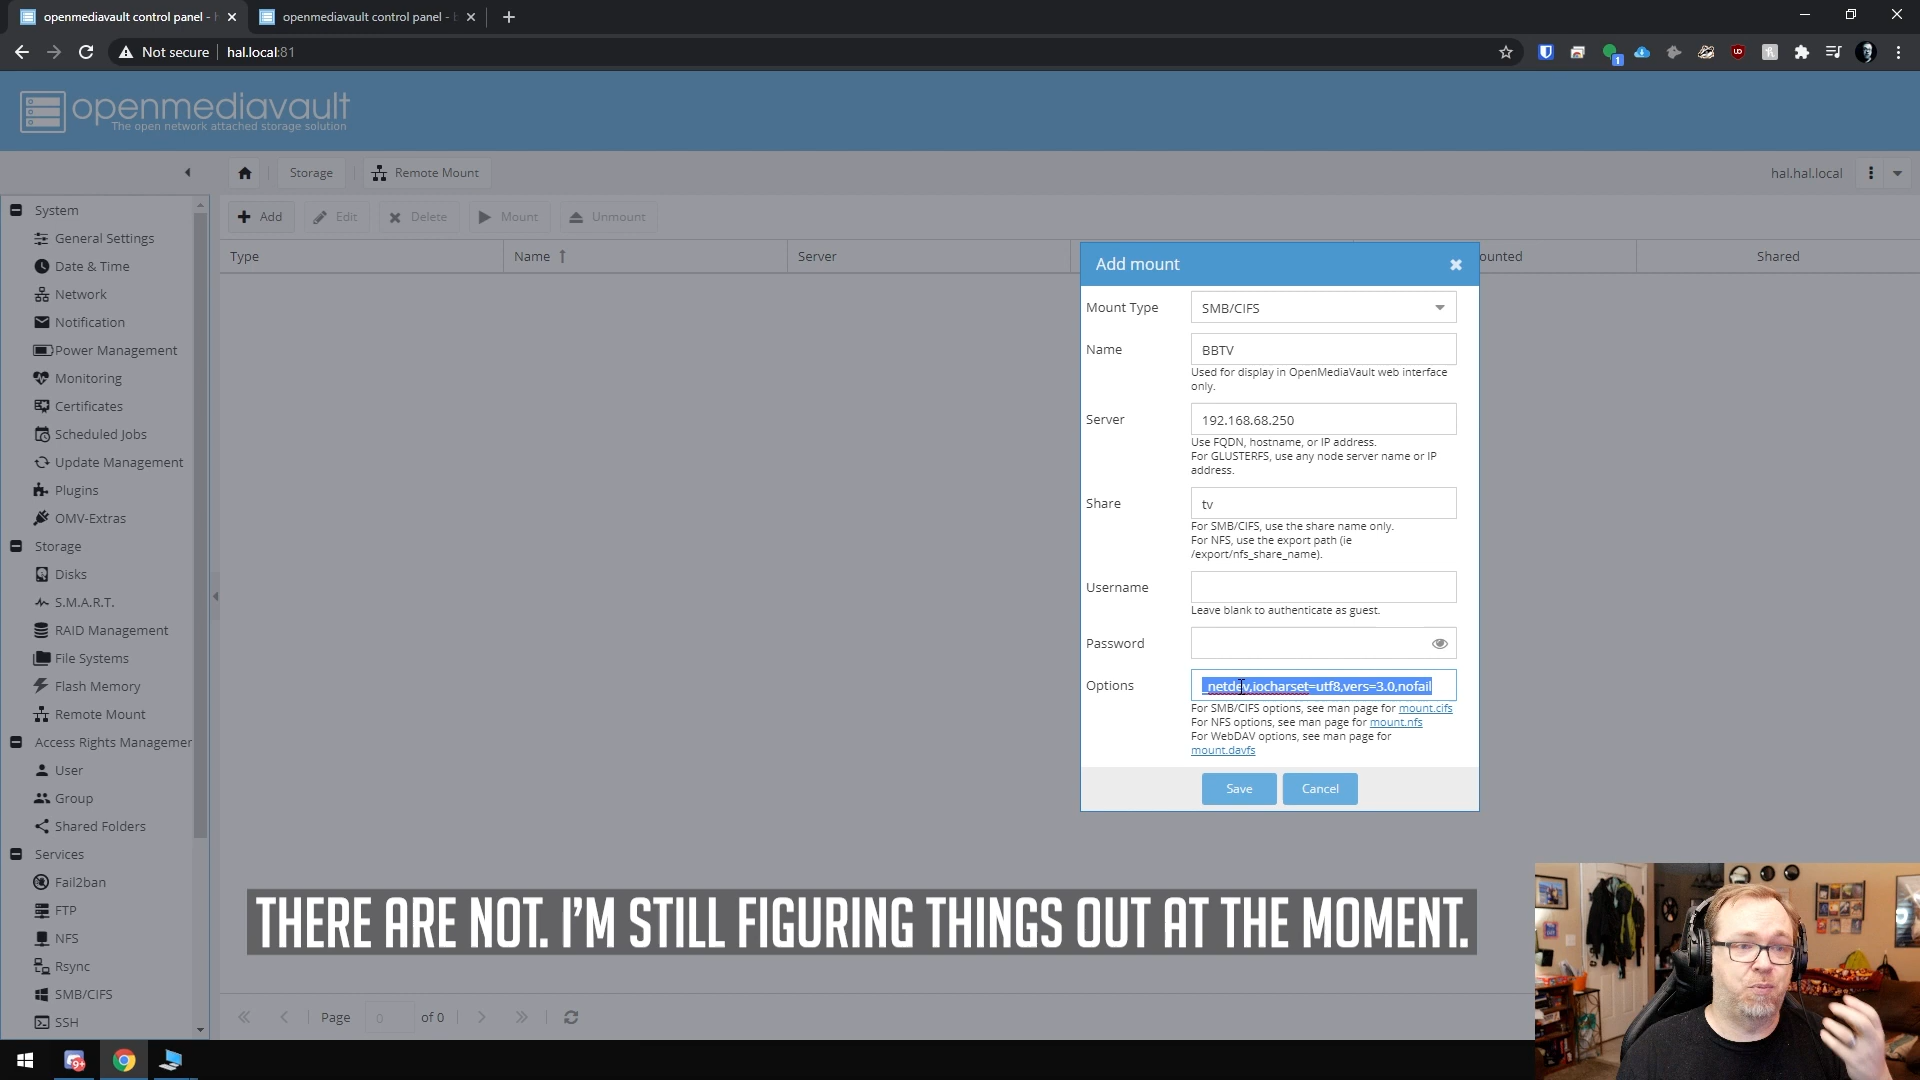 openmediavault control panel -
openmediavault control panel -
Not secure
hal.local:81
1
openmediavault
The open network attached storage solution
Storage
Remote Mount
hal.hal.local
System
General Settings
Date & Time
Network
Notification
Power Management
Monitoring
Certificates
Scheduled Jobs
Update Management
Plugins
OMV-Extras
Storage
Disks
S.M.A.R.T.
RAID Management
File Systems
Flash Memory
Remote Mount
Access Rights Managemer
User
Group
Shared Folders
Services
Fail2ban
FTP
NFS
Rsync
SMB/CIFS
SSH
Add
Edit
Delete
Mount
Unmount
Type
Name
Server
ounted
Shared
Add mount
Mount Type
SMB/CIFS
Name
BBTV
Used for display in OpenMediaVault web interface
only.
Server
192.168.68.250
Use FQDN, hostname, or IP address.
For GLUSTERFS, use any node server name or IP
address.
Share
tv
For SMB/CIFS, use the share name only.
For NFS, use the export path (ie
/export/nfs_share_name).
Username
Leave blank to authenticate as guest.
Password
Options
_netdev,iocharset=utf8,vers=3.0,nofail
For SMB/CIFS options, see man page for mount.cifs
For NFS options, see man page for mount.nfs
For WebDAV options, see man page for
mount.davfs
Save
Cancel
THERE ARE NOT. I'M STILL FIGURING THINGS OUT AT THE MOMENT.
Page
0
of 0
9+